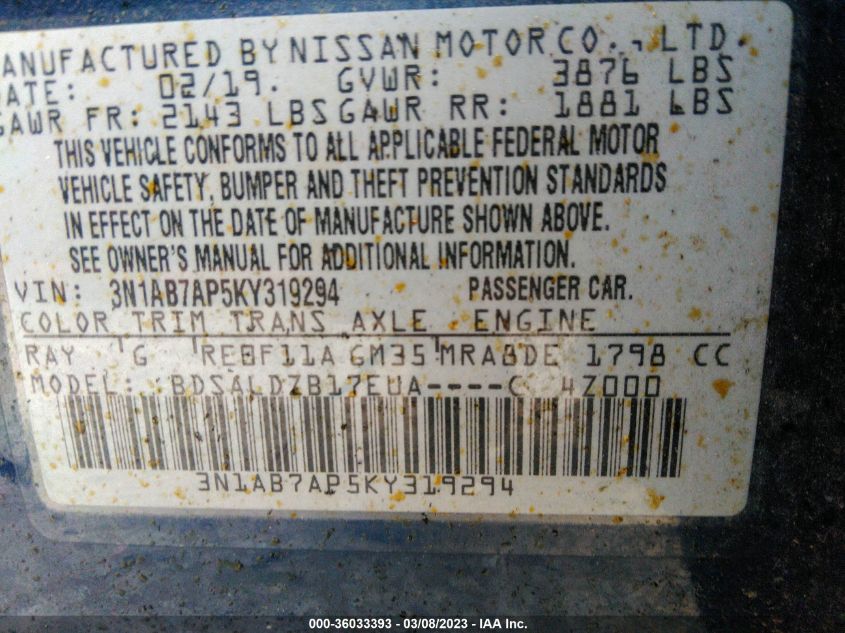 ANUFACTURED BY NISSAN MOTOR CO., LTD.
DATE: 02/19. GVWR: 3876 LBS
GAWR FR: 2143 LBS GAWR RR: 1881 LBS
THIS VEHICLE CONFORMS TO ALL APPLICABLE FEDERAL MOTOR
VEHICLE SAFETY, BUMPER AND THEFT PREVENTION STANDARDS
IN EFFECT ON THE DATE OF MANUFACTURE SHOWN ABOVE.
SEE OWNER'S MANUAL FOR ADDITIONAL INFORMATION.
VIN: 3N1AB7AP5KY319294 PASSENGER CAR.
COLOR TRIM TRANS AXLE ENGINE
RAY G RE8F11A GM35 MRA8DE 1798 CC
MODEL: BDSALDZB17EUA----C 4Z000
3N1AB7AP5KY319294
000-36033393 - 03/08/2023 - IAA Inc.